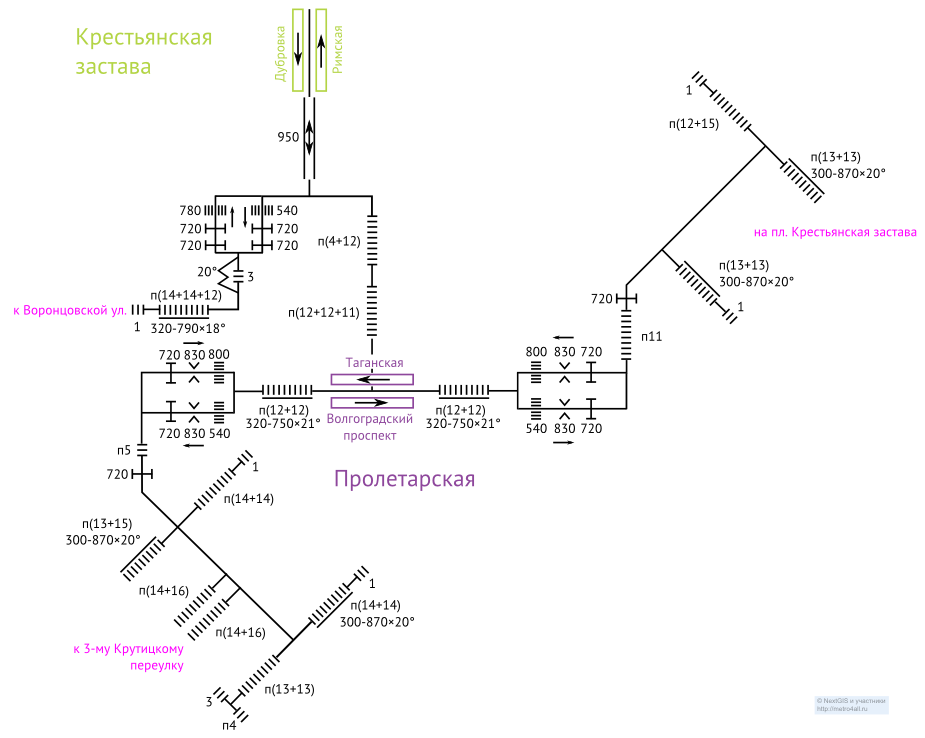 Крестьянская
застава
Дубровка
Римская
950
780
540
720
720
720
720
20°
3
п(14+14+12)
к Воронцовской ул.
1
320-790×18°
п(4+12)
п(12+12+11)
1
п(12+15)
п(13+13)
300-870×20°
на пл. Крестьянская застава
п(13+13)
300-870×20°
1
720
п11
720 830 800
720 830 540
п(12+12)
320-750×21°
Таганская
Волгоградский
проспект
Пролетарская
п(12+12)
320-750×21°
800 830 720
540 830 720
п5
720
1
п(14+14)
п(13+15)
300-870×20°
п(14+16)
п(14+16)
к 3-му Крутицкому
переулку
1
п(14+14)
300-870×20°
п(13+13)
3
п4
© NextGIS и участники
http://metro4all.ru